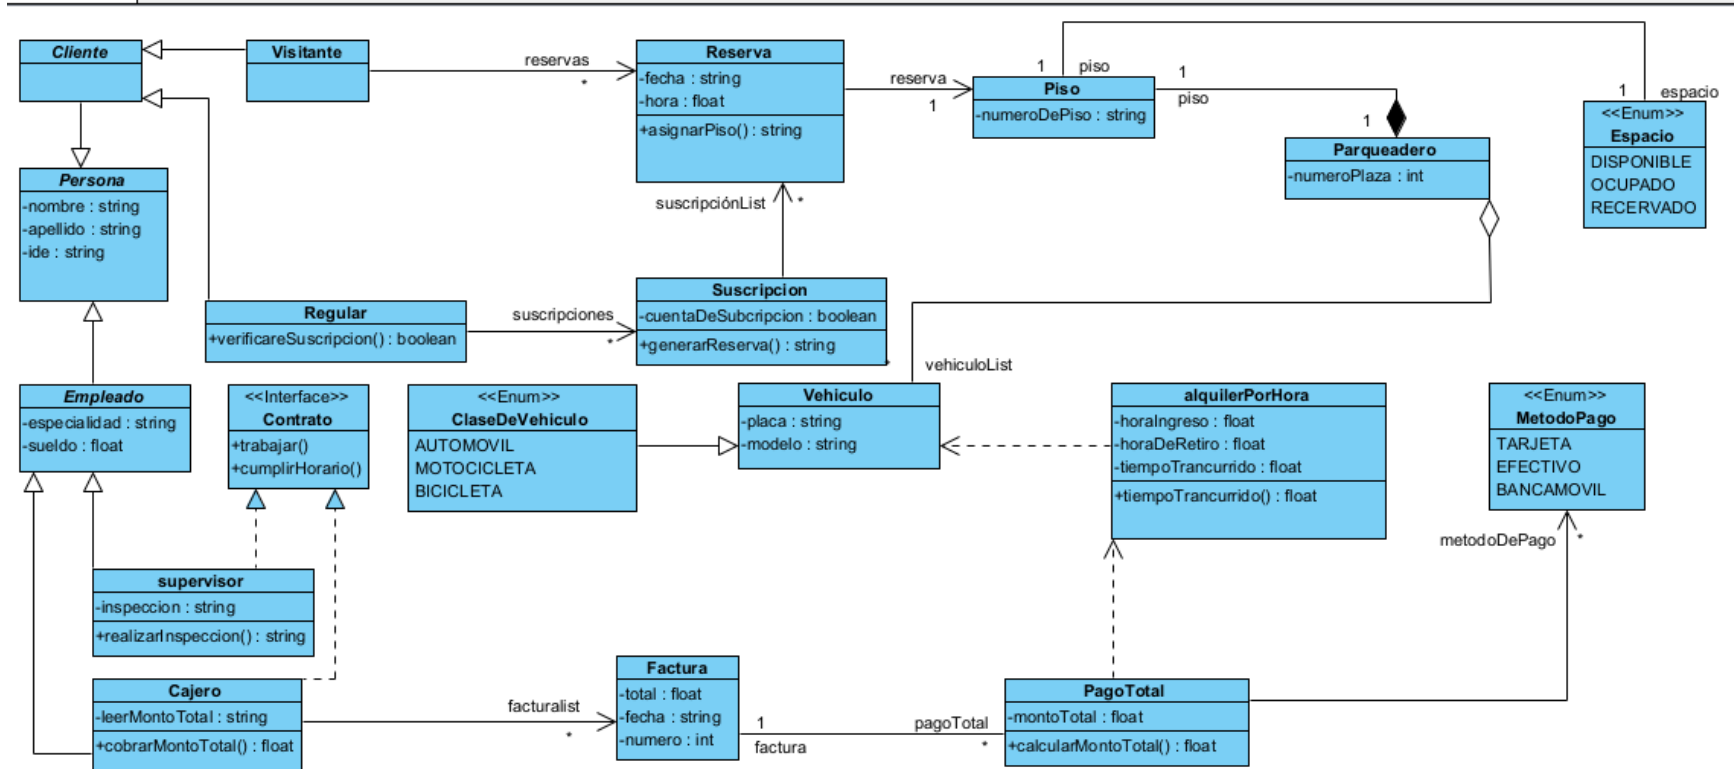 Cliente
Visitante
reservas
*
Reserva
-fecha : string
-hora : float
+asignarPiso() : string
reserva
1
1
piso
Piso
-numeroDePiso : string
1
piso
1
Parqueadero
-numeroPlaza : int
1
espacio
<<Enum>>
Espacio
DISPONIBLE
OCUPADO
RECERVADO
Persona
-nombre : string
-apellido : string
-ide : string
suscripciónList
*
Regular
+verificareSuscripcion() : boolean
suscripciones
*
Suscripcion
-cuentaDeSubcripcion : boolean
+generarReserva() : string
*
vehiculoList
Empleado
-especialidad : string
-sueldo : float
<<Interface>>
Contrato
+trabajar()
+cumplirHorario()
<<Enum>>
ClaseDeVehiculo
AUTOMOVIL
MOTOCICLETA
BICICLETA
Vehiculo
-placa : string
-modelo : string
alquilerPorHora
-horaIngreso : float
-horaDeRetiro : float
-tiempoTrancurrido : float
+tiempoTrancurrido() : float
<<Enum>>
MetodoPago
TARJETA
EFECTIVO
BANCAMOVIL
metodoDePago
*
supervisor
-inspeccion : string
+realizarInspeccion() : string
Cajero
-leerMontoTotal : string
+cobrarMontoTotal() : float
facturalist
*
Factura
-total : float
-fecha : string
-numero : int
1
factura
pagoTotal
*
PagoTotal
-montoTotal : float
+calcularMontoTotal() : float